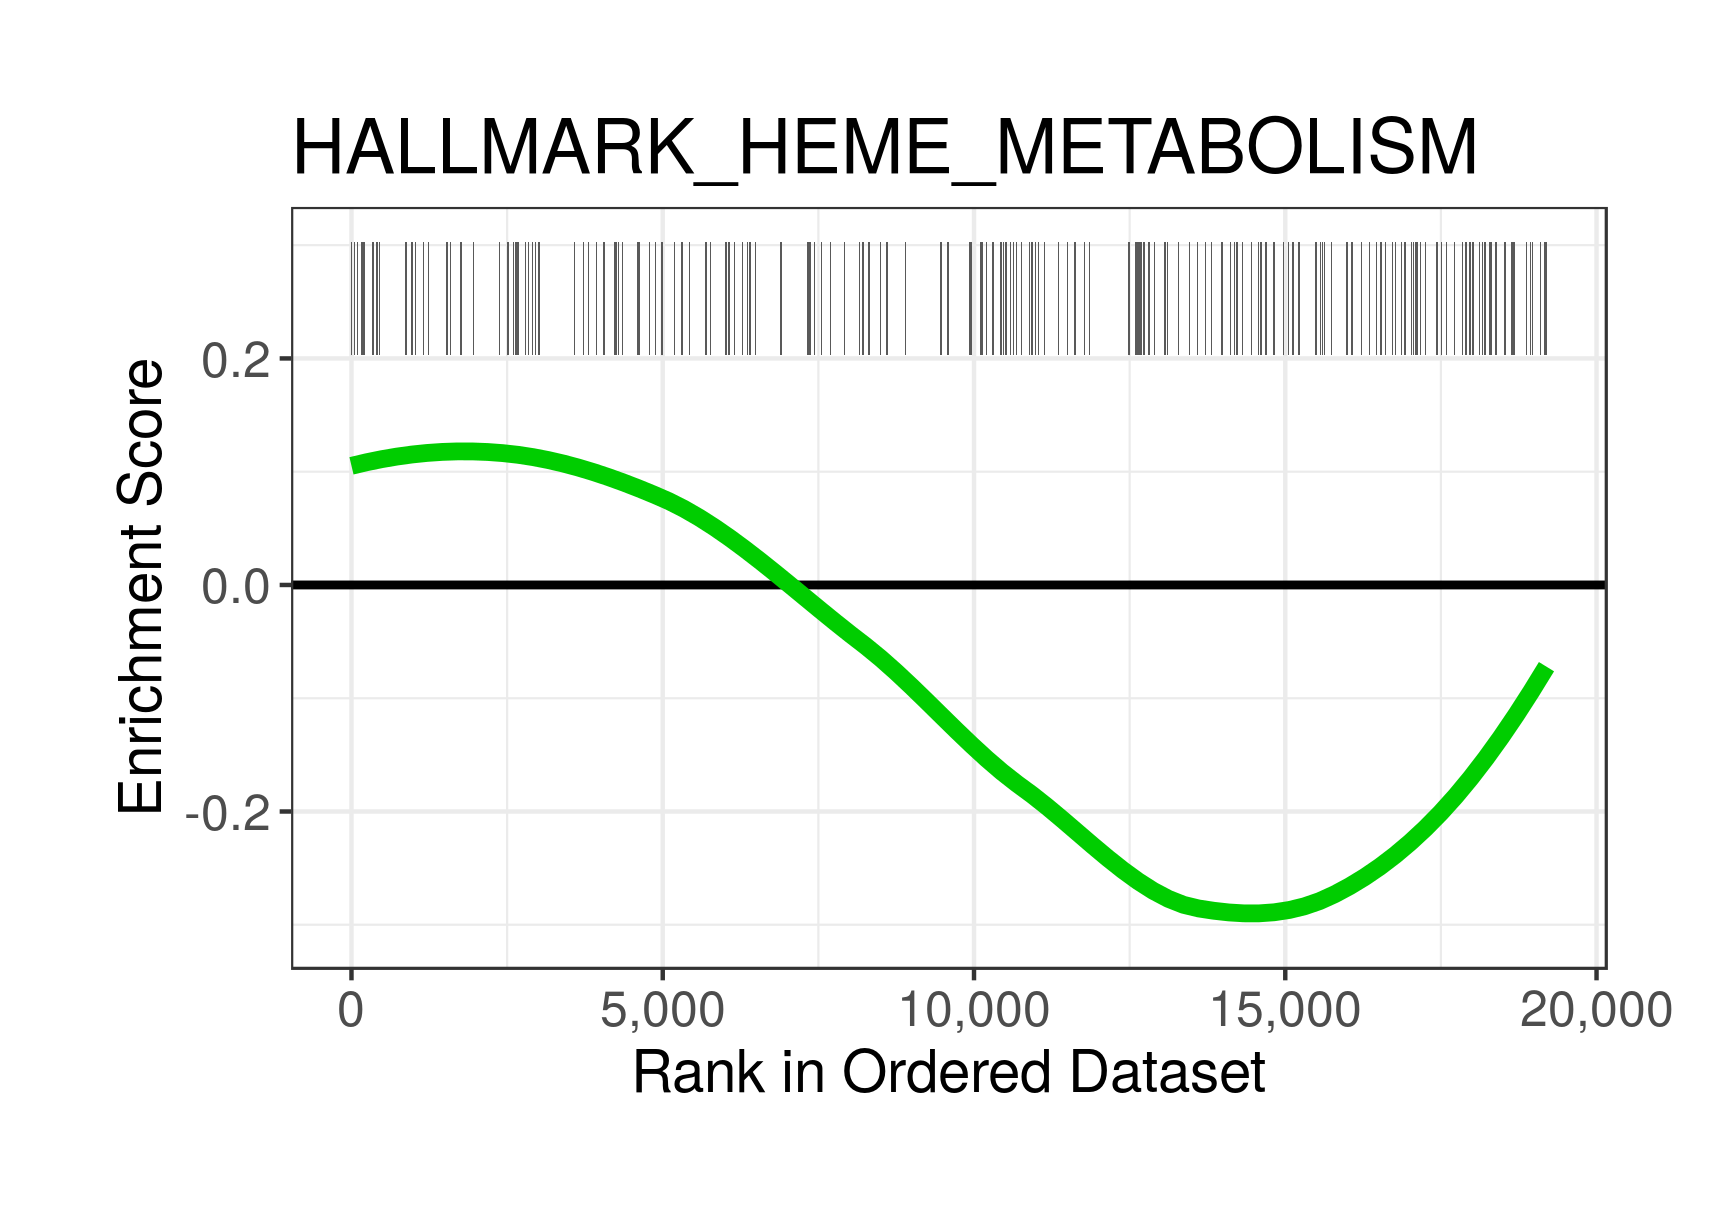 HALLMARK_HEME_METABOLISM
Enrichment Score
0.2
0.0
-0.2
0 5,000 10,000 15,000 20,000
Rank in Ordered Dataset